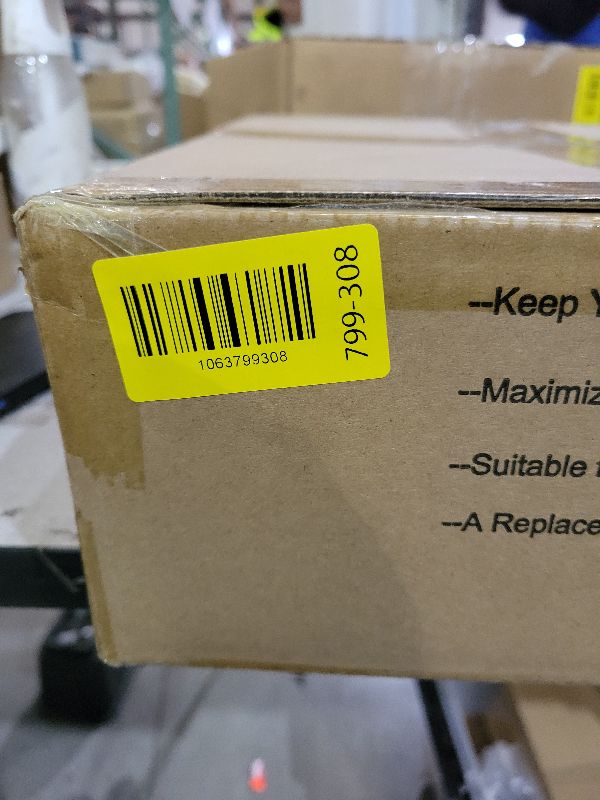 1063799308
799-308
--Keep Y
--Maximiz
--Suitable
--A Replace